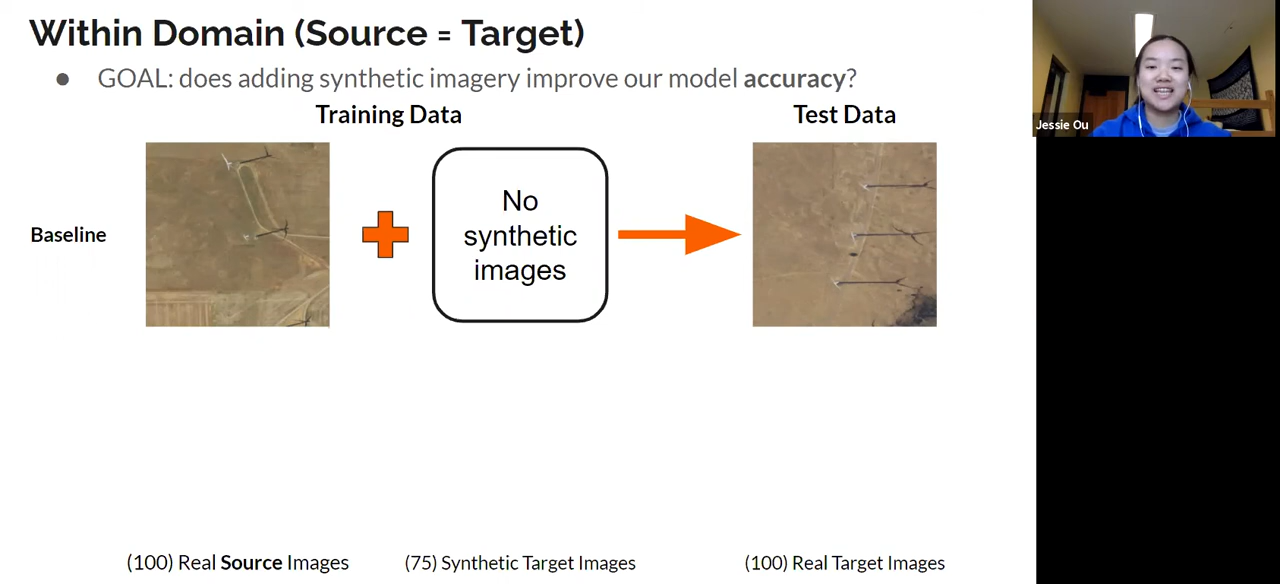 Within Domain (Source = Target)
● GOAL: does adding synthetic imagery improve our model accuracy?
Training Data
Test Data
Baseline
No
synthetic
images
(100) Real Source Images
(75) Synthetic Target Images
(100) Real Target Images
Jessie Ou